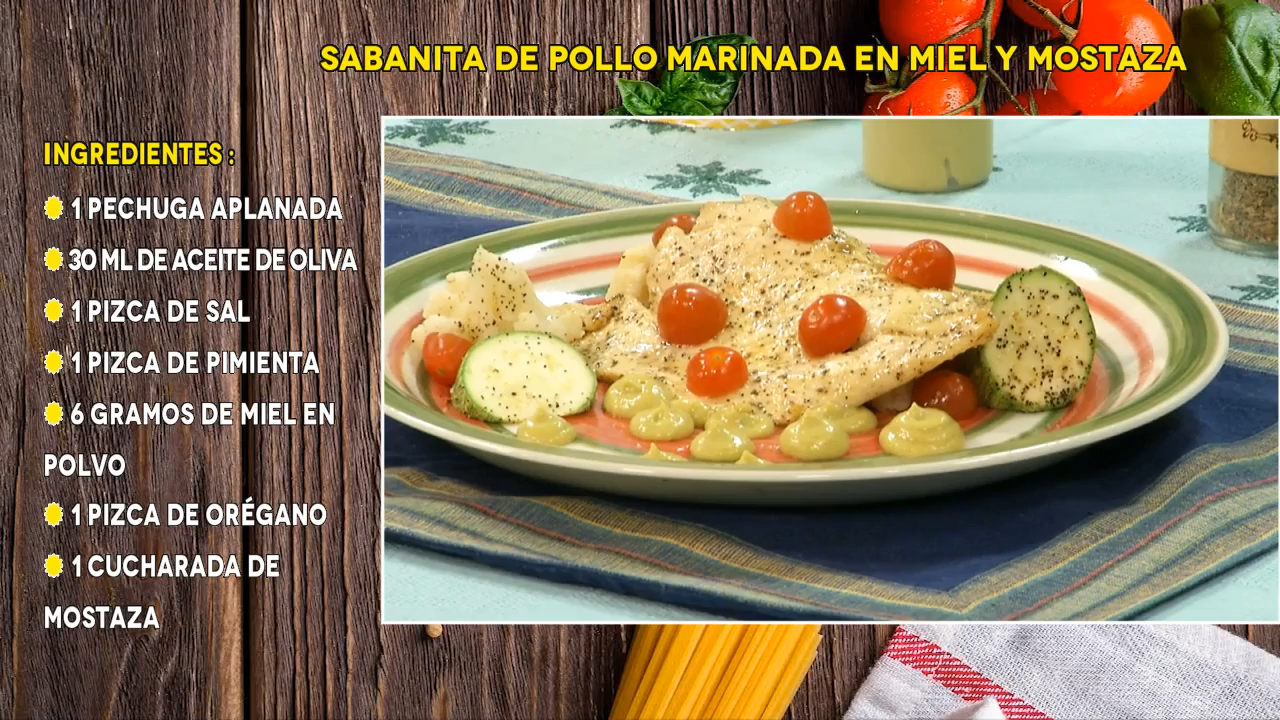 SABANITA DE POLLO MARINADA EN MIEL Y MOSTAZA
INGREDIENTES :
1 PECHUGA APLANADA
30 ML DE ACEITE DE OLIVA
1 PIZCA DE SAL
1 PIZCA DE PIMIENTA
6 GRAMOS DE MIEL EN
POLVO
1 PIZCA DE ORÉGANO
1 CUCHARADA DE
MOSTAZA